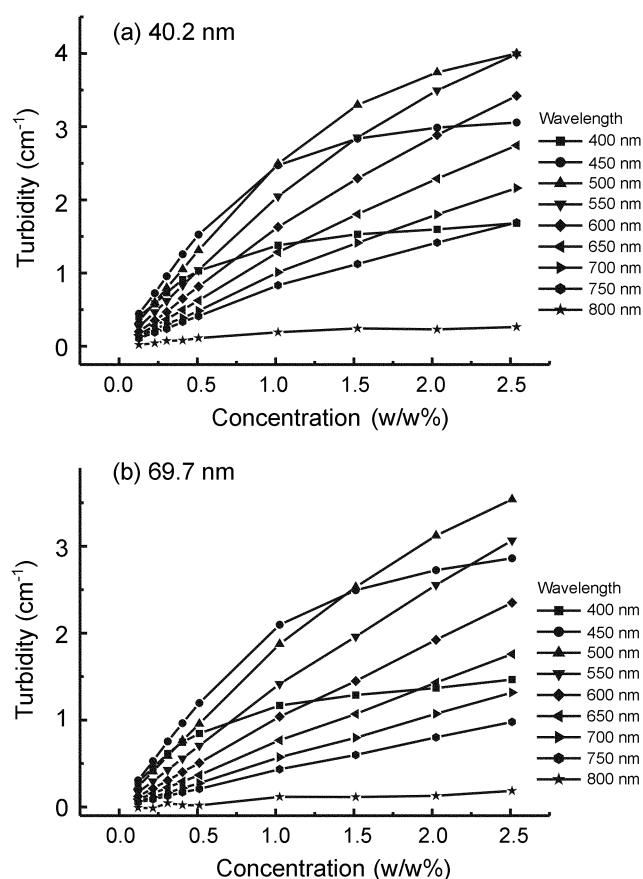 (a) 40.2 nm
Turbidity (cm⁻¹)
4
3
2
1
0
0.0 0.5 1.0 1.5 2.0 2.5
Concentration (w/w%)
Wavelength
400 nm
450 nm
500 nm
550 nm
600 nm
650 nm
700 nm
750 nm
800 nm
(b) 69.7 nm
Turbidity (cm⁻¹)
3
2
1
0
0.0 0.5 1.0 1.5 2.0 2.5
Concentration (w/w%)
Wavelength
400 nm
450 nm
500 nm
550 nm
600 nm
650 nm
700 nm
750 nm
800 nm